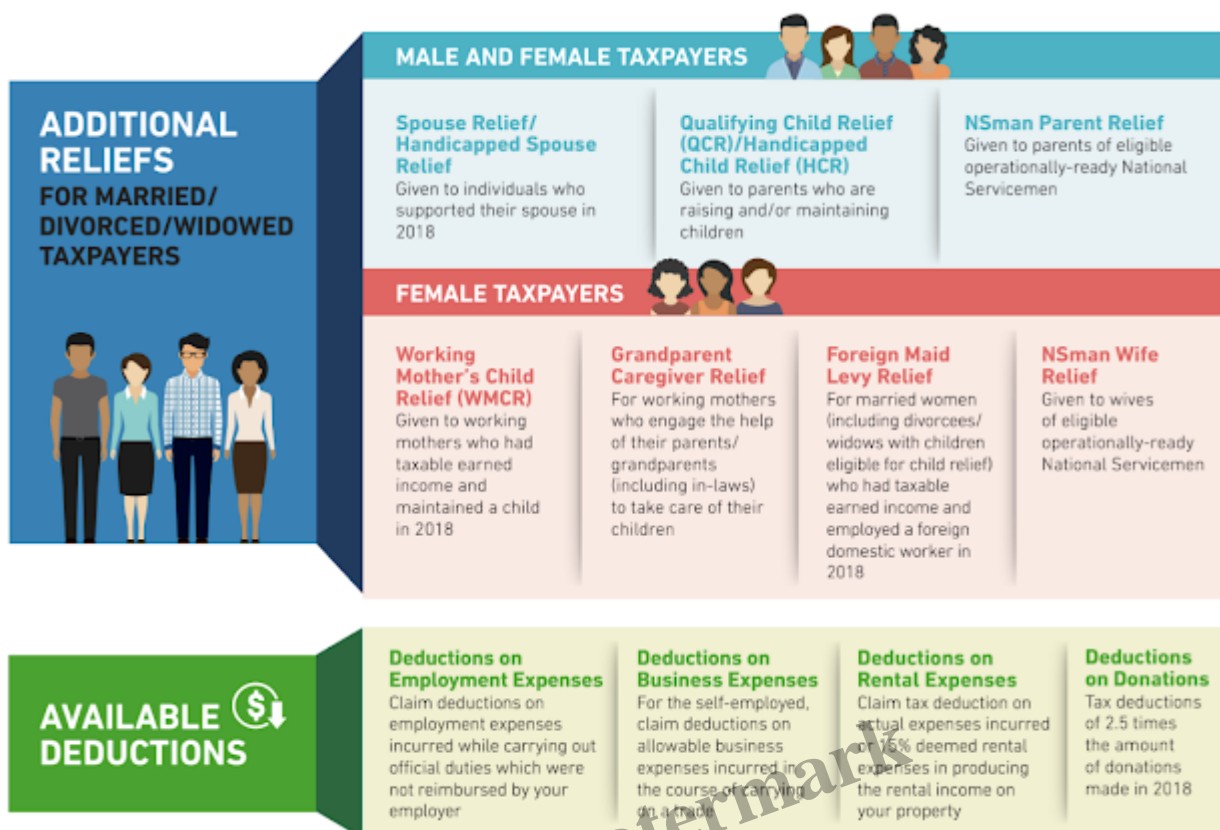 ADDITIONAL
RELIEFS
FOR MARRIED/
DIVORCED/WIDOWED
TAXPAYERS
MALE AND FEMALE TAXPAYERS
Spouse Relief/
Handicapped Spouse
Relief
Given to individuals who
supported their spouse in
2018
Qualifying Child Relief
(QCR)/Handicapped
Child Relief (HCR)
Given to parents who are
raising and/or maintaining
children
NSman Parent Relief
Given to parents of eligible
operationally-ready National
Servicemen
FEMALE TAXPAYERS
Working
Mother's Child
Relief (WMCR)
Given to working
mothers who had
taxable earned
income and
maintained a child
in 2018
Grandparent
Caregiver Relief
For working mothers
who engage the help
of their parents/
grandparents
(including in-laws)
to take care of their
children
Foreign Maid
Levy Relief
For married women
(including divorcees/
widows with children
eligible for child relief)
who had taxable
earned income and
employed a foreign
domestic worker in
2018
NSman Wife
Relief
Given to wives
of eligible
operationally-ready
National Servicemen
AVAILABLE
DEDUCTIONS
Deductions on
Employment Expenses
Claim deductions on
employment expenses
incurred while carrying out
official duties which were
not reimbursed by your
employer
Deductions on
Business Expenses
For the self-employed,
claim deductions on
allowable business
expenses incurred in
the course of carrying
on a trade
Deductions on
Rental Expenses
Claim tax deduction on
actual expenses incurred
or 15% deemed rental
expenses in producing
the rental income on
your property
Deductions
on Donations
Tax deductions
of 2.5 times
the amount
of donations
made in 2018